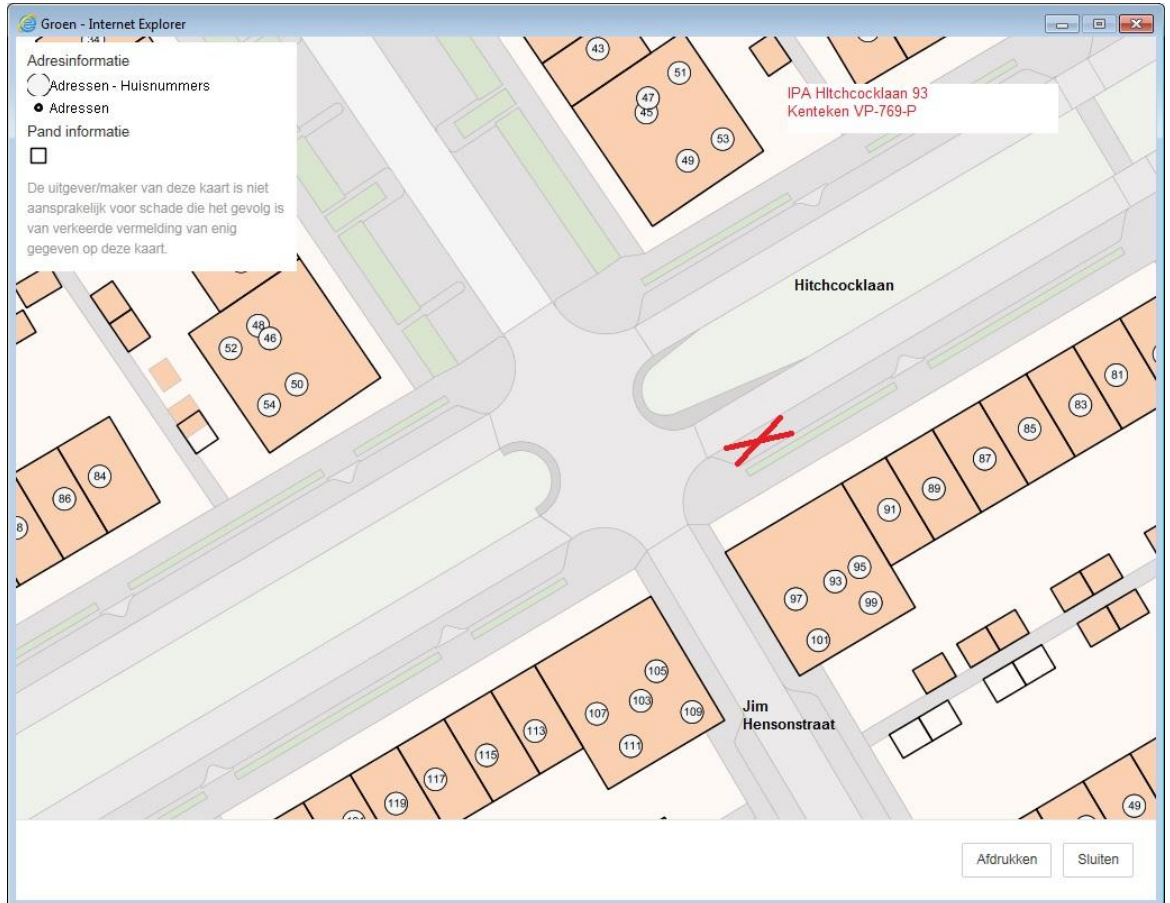 Groen - Internet Explorer
34
Adresinformatie
Adressen - Huisnummers
Adressen
Pand informatie
De uitgever/maker van deze kaart is niet
aansprakelijk voor schade die het gevolg is
van verkeerde vermelding van enig
gegeven op deze kaart.
IPA HItchcocklaan 93
Kenteken VP-769-P
43
51
47
45
53
49
Hitchcocklaan
48
46
52
50
54
81
83
85
87
89
91
84
86
8
95
93
97
99
101
105
103
107
109
111
113
115
117
119
Jim
Hensonstraat
49
Afdrukken
Sluiten